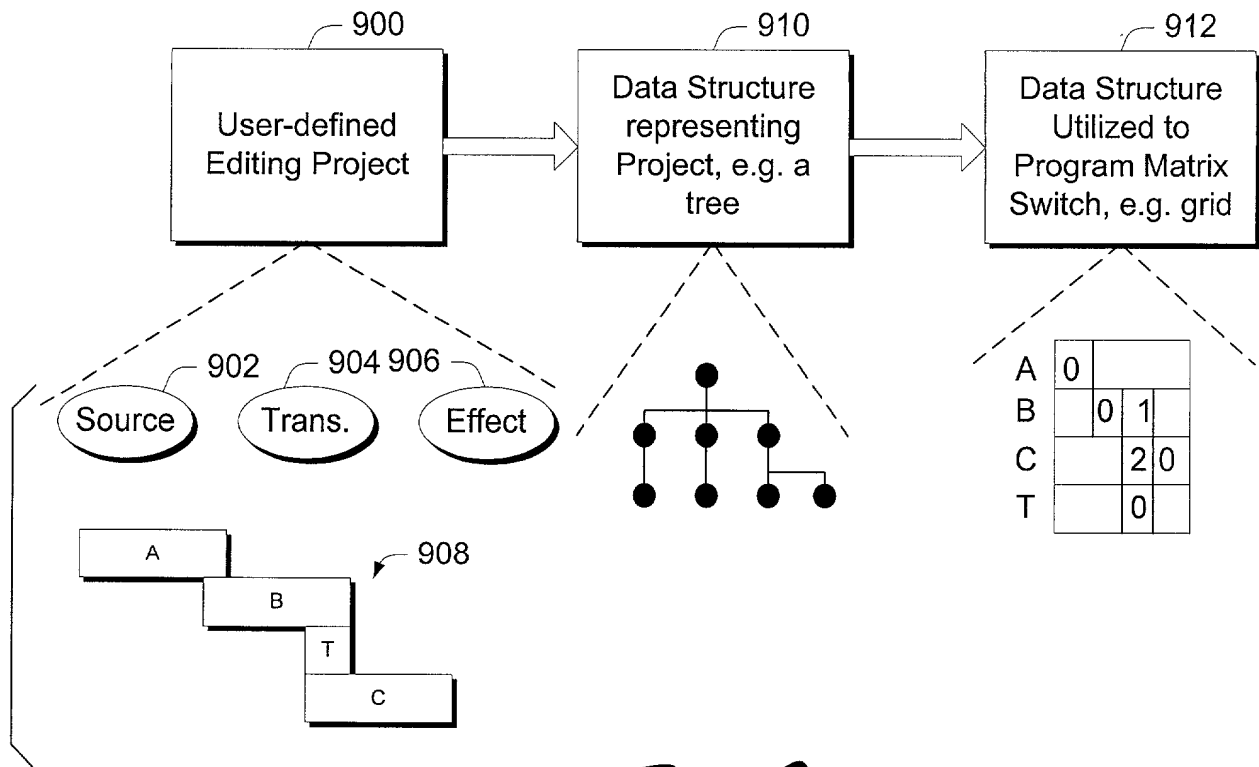 900
910
912
User-defined
Editing Project
Data Structure
representing
Project, e.g. a
tree
Data Structure
Utilized to
Program Matrix
Switch, e.g. grid
902
904
906
Source
Trans.
Effect
A
B
T
C
908
A 0
B 0 1
C 2 0
T 0